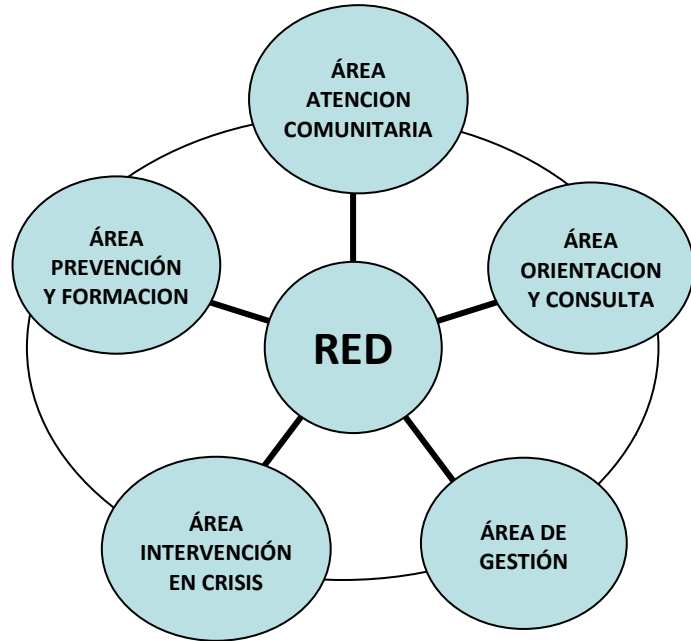 ÁREA
ATENCION
COMUNITARIA
ÁREA
PREVENCIÓN
Y FORMACION
ÁREA
ORIENTACION
Y CONSULTA
RED
ÁREA
INTERVENCIÓN
EN CRISIS
ÁREA DE
GESTIÓN